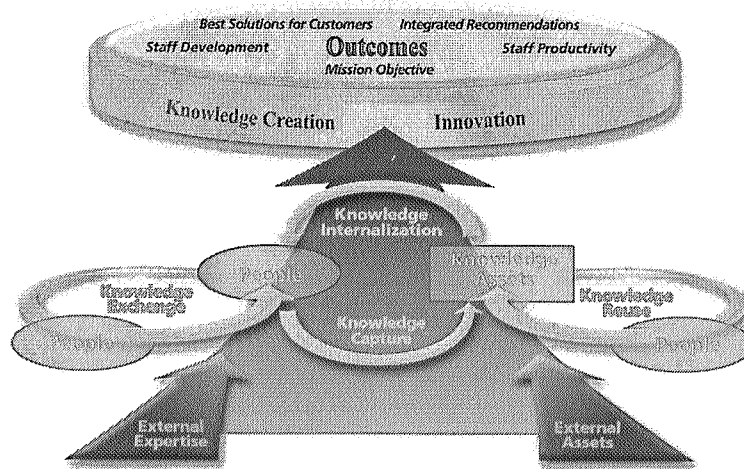 Best Solutions for Customers Integrated Recommendations
Staff Development Outcomes Staff Productivity
Mission Objective
Knowledge Creation Innovation
Knowledge
Internalization
People
Knowledge
Assets
Knowledge
Exchange
Knowledge
Reuse
People
Knowledge
Capture
People
External
Expertise
External
Assets